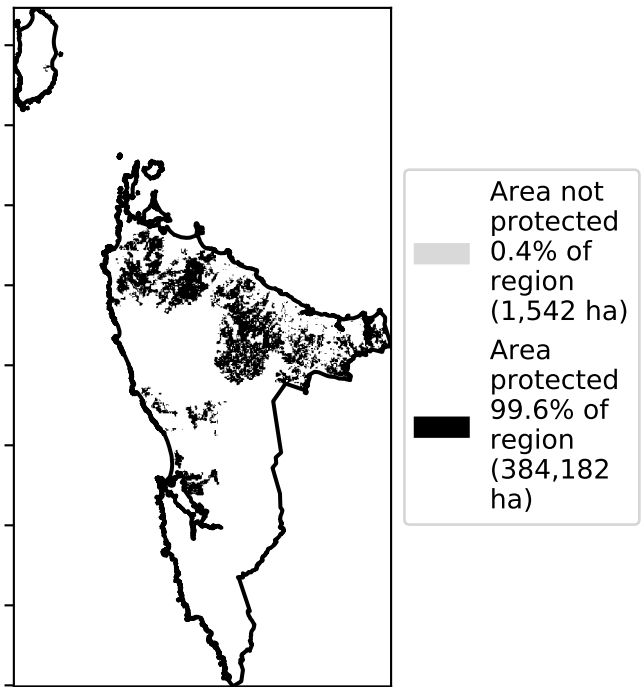 Area not
protected
0.4% of
region
(1,542 ha)
Area
protected
99.6% of
region
(384,182
ha)